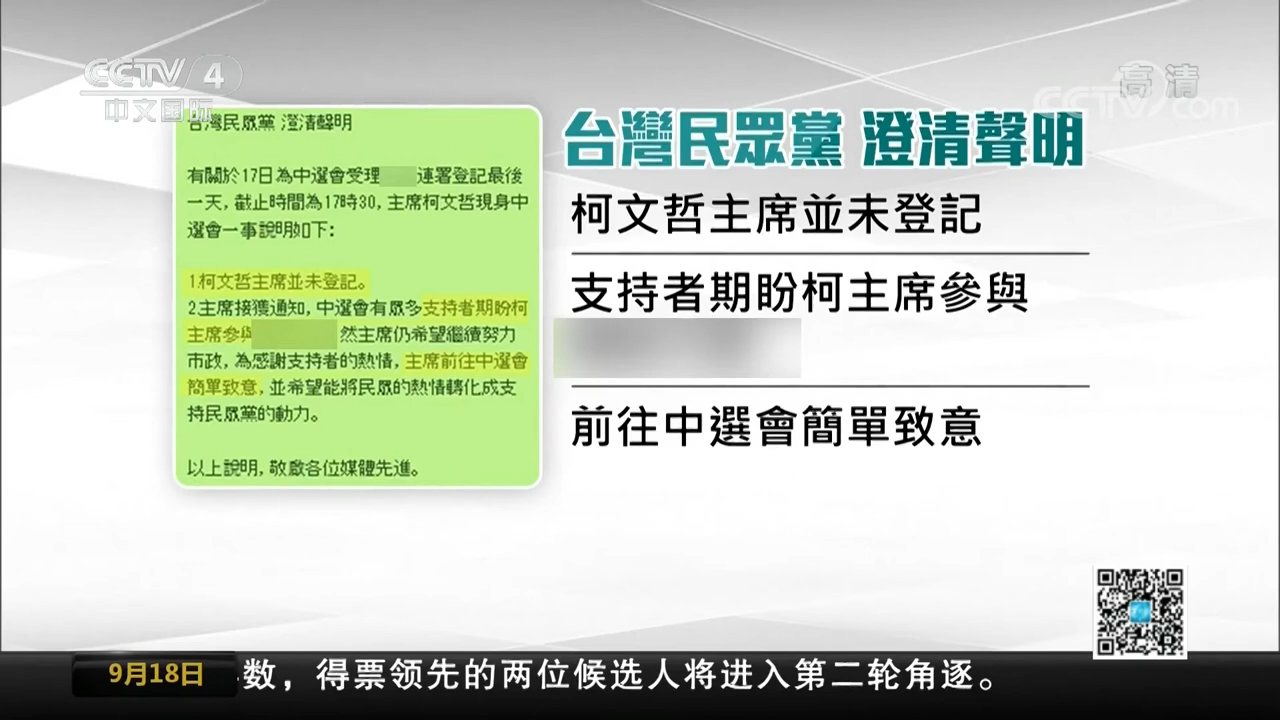 CCTV 4
中文国际
高清
CCTV.com
台灣民眾黨 澄清聲明
有關於17日為中選會受理 連署登記最後
一天, 截止時間為17時30, 主席柯文哲現身中
選會一事說明如下:
1.柯文哲主席並未登記。
2.主席接獲通知, 中選會有眾多支持者期盼柯
主席參與 然主席仍希望繼續努力
市政, 為感謝支持者的熱情, 主席前往中選會
簡單致意, 並希望能將民眾的熱情轉化成支
持民眾黨的動力。
以上說明, 敬啟各位媒體先進。
台灣民眾黨 澄清聲明
柯文哲主席並未登記
支持者期盼柯主席參與
前往中選會簡單致意
9月18日
数，得票领先的两位候选人将进入第二轮角逐。